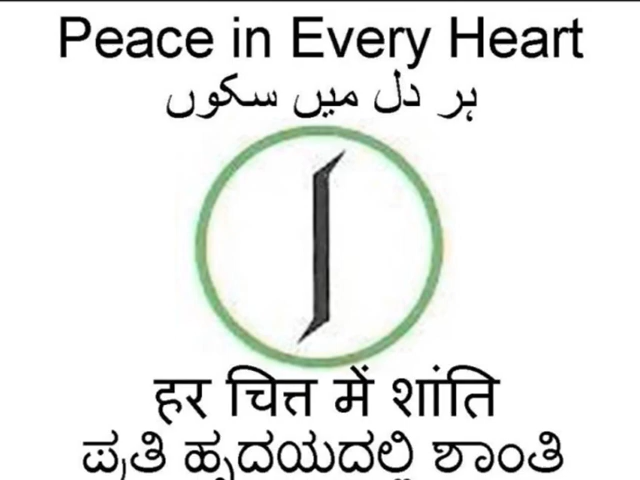 Peace in Every Heart
ہر دل میں سکوں
हर चित्त में शांति
ಪ್ರತಿ ಹೃದಯದಲ್ಲಿ ಶಾಂತಿ